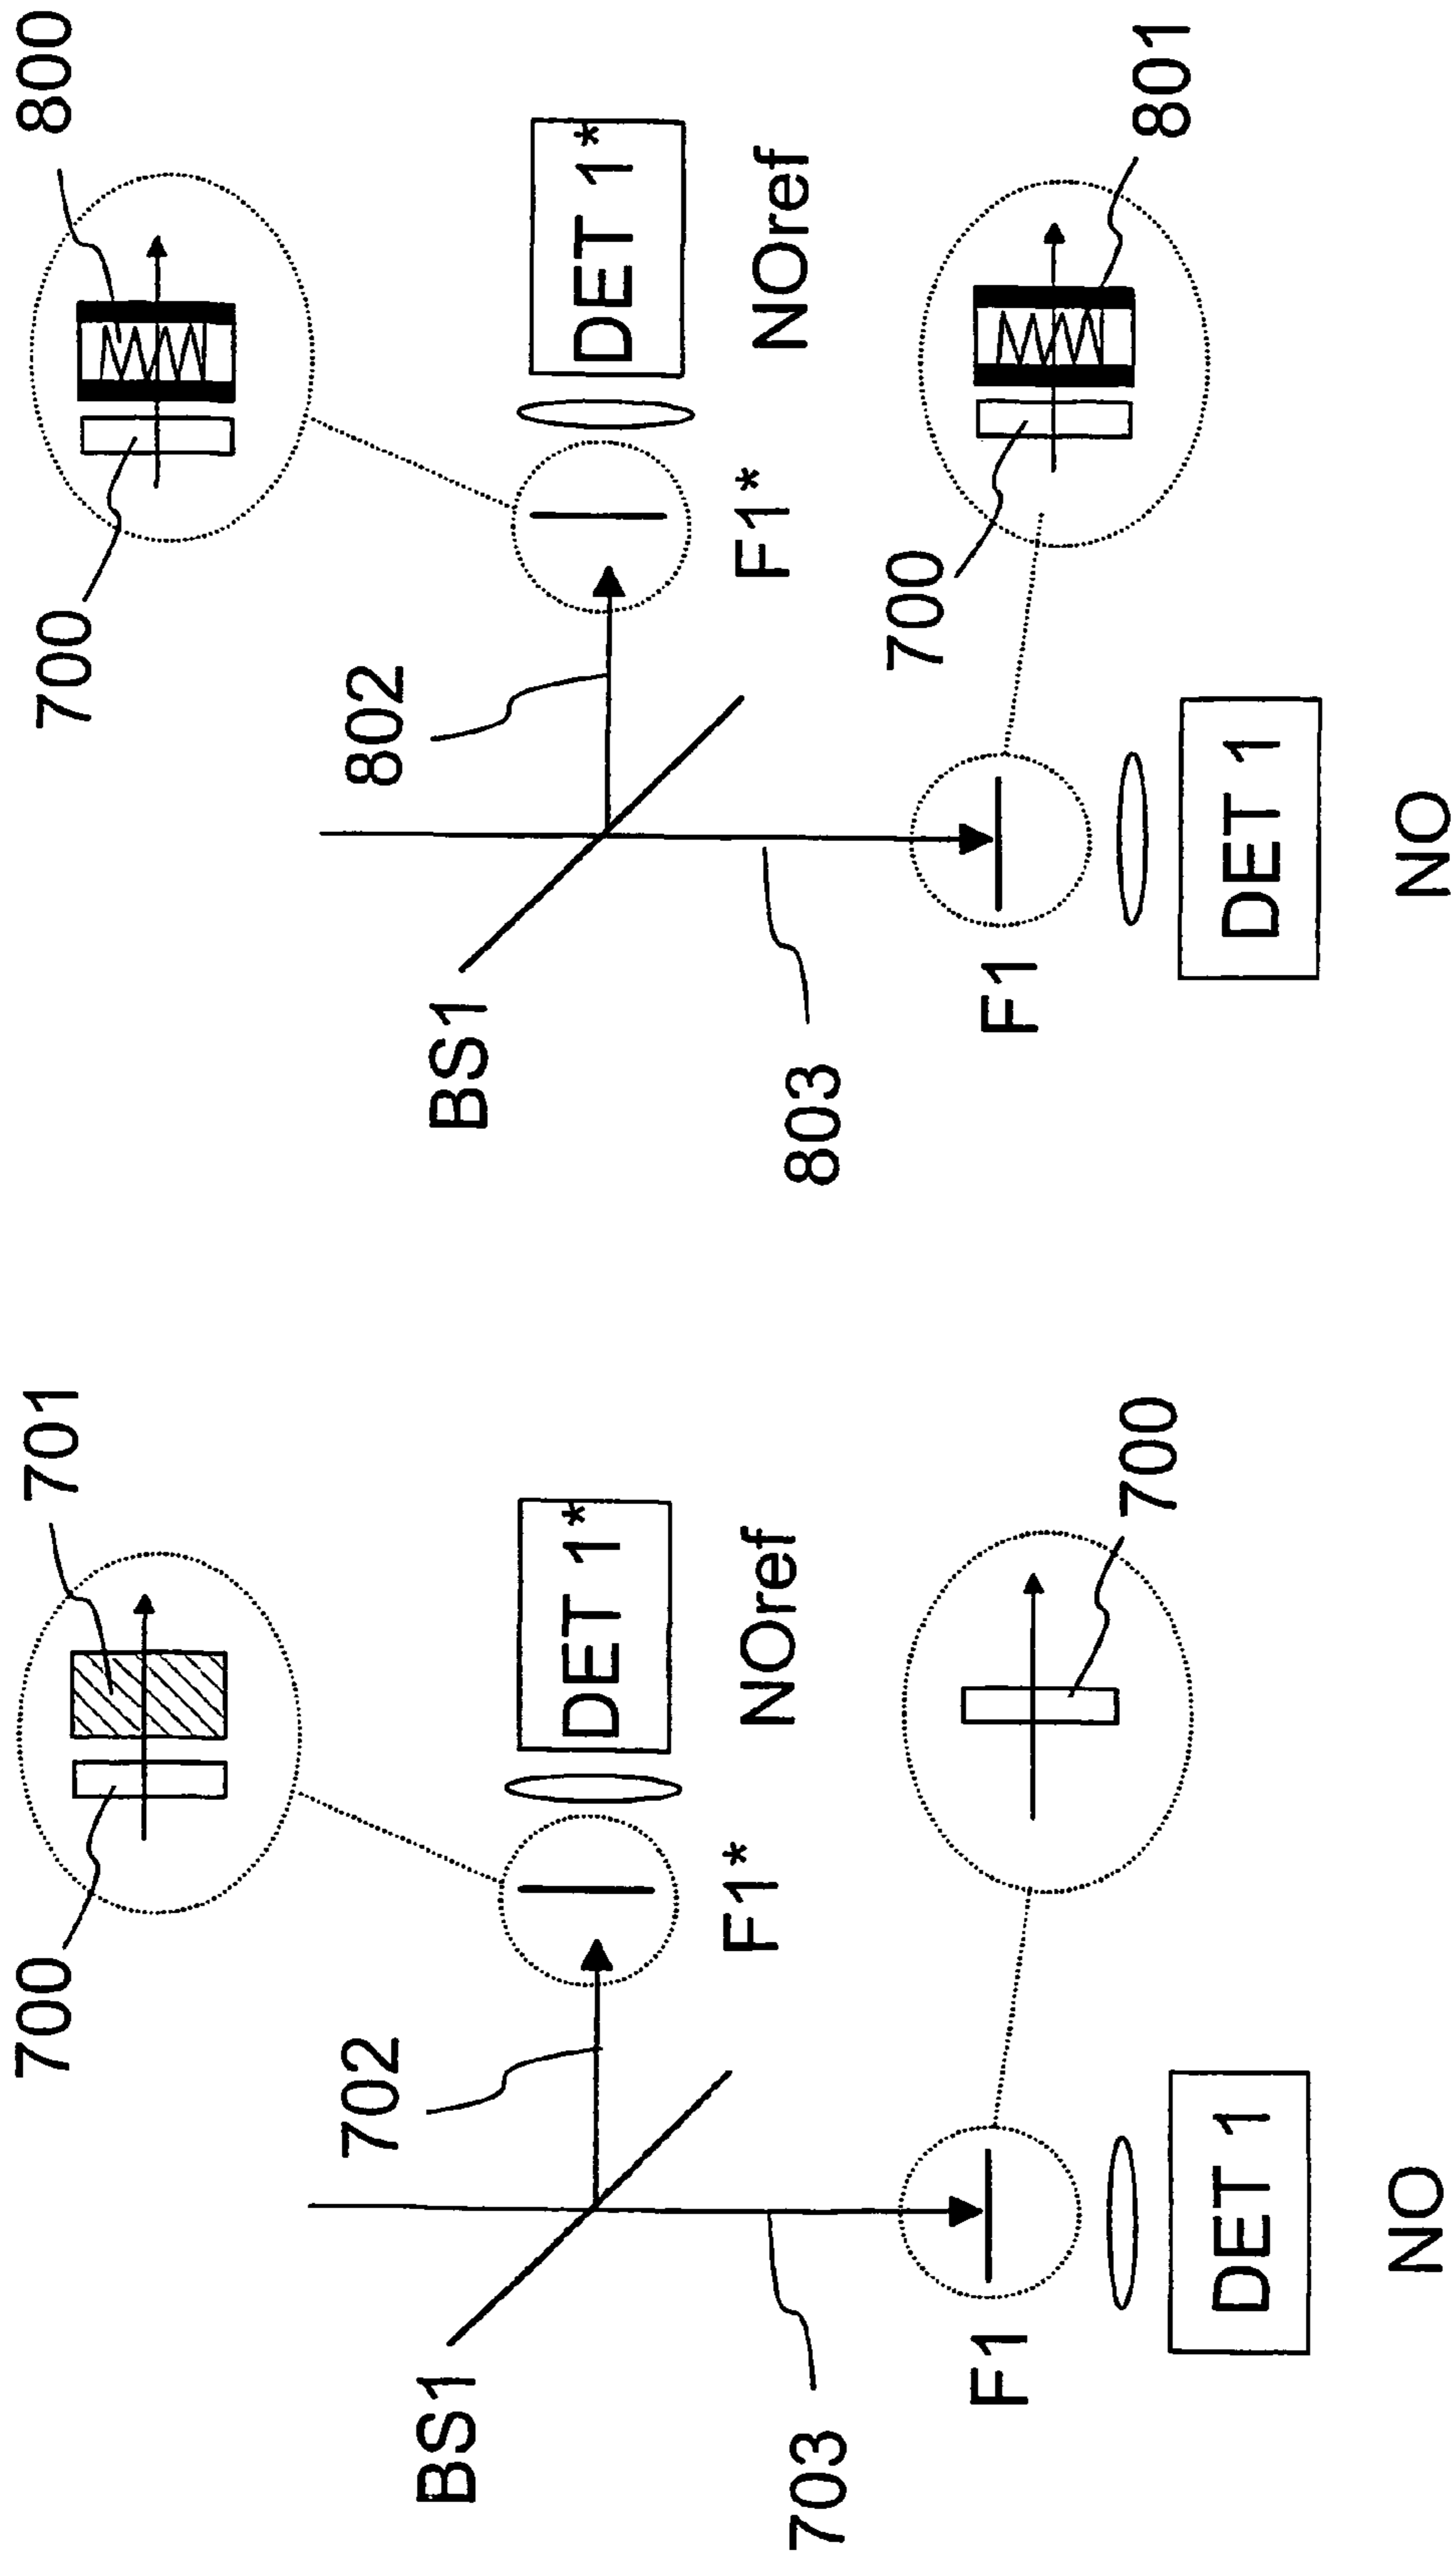 700
701
702
BS1
F1*
DET 1*
NOref
703
F1
700
DET 1
NO
700
800
802
BS1
F1*
DET 1*
NOref
803
F1
700
801
DET 1
NO